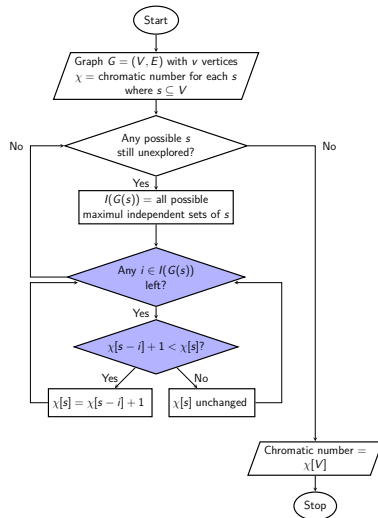 Start
Graph G = (V, E) with v vertices
χ = chromatic number for each s
where s ⊆ V
Any possible s
still unexplored?
No
No
Yes
I(G(s)) = all possible
maximul independent sets of s
Any i ∈ I(G(s))
left?
Yes
χ[s − i] + 1 < χ[s]?
Yes
No
χ[s] = χ[s − i] + 1
χ[s] unchanged
Chromatic number =
χ[V]
Stop